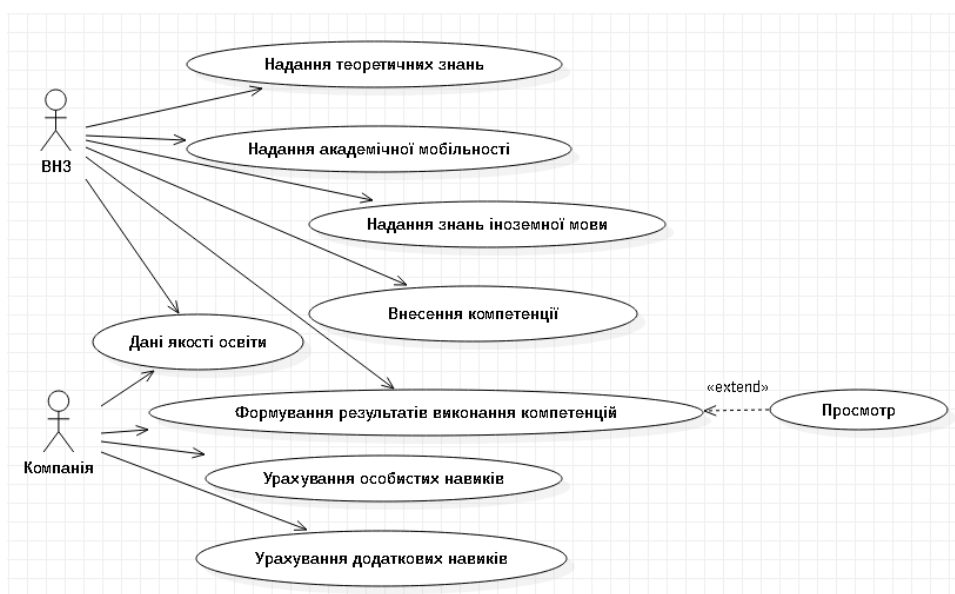 Надання теоретичних знань
ВНЗ
Надання академічної мобільності
Надання знань іноземної мови
Внесення компетенції
Дані якості освіти
«extend»
Формування результатів виконання компетенцій
Просмотр
Компанія
Урахування особистих навиків
Урахування додаткових навиків